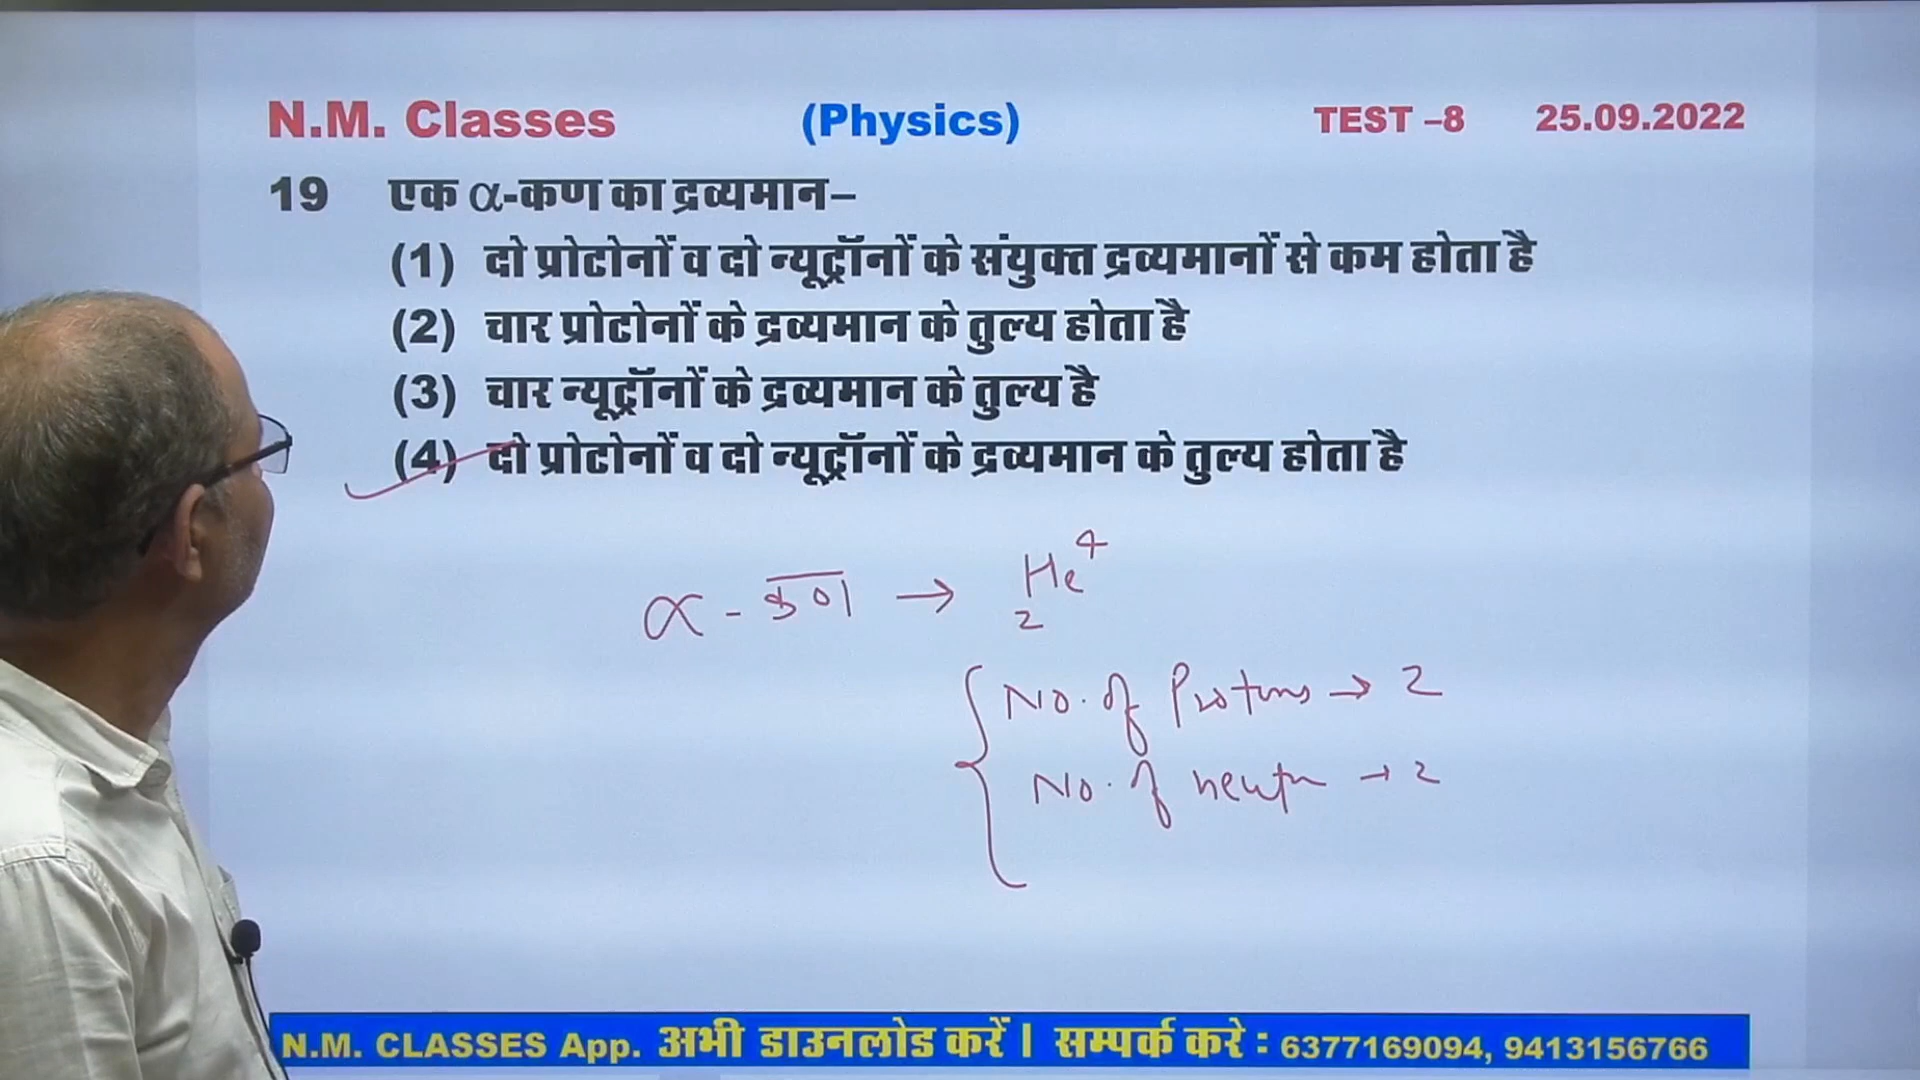 N.M. Classes (Physics) TEST –8 25.09.2022
19 एक α-कण का द्रव्यमान–
(1) दो प्रोटोनों व दो न्यूट्रॉनों के संयुक्त द्रव्यमानों से कम होता है
(2) चार प्रोटोनों के द्रव्यमान के तुल्य होता है
(3) चार न्यूट्रॉनों के द्रव्यमान के तुल्य है
(4) दो प्रोटोनों व दो न्यूट्रॉनों के द्रव्यमान के तुल्य होता है
α - कण → ₂He⁴
No. of Protons → 2
No. of → 2
N.M. CLASSES App. अभी डाउनलोड करें। सम्पर्क करे : 6377169094, 9413156766